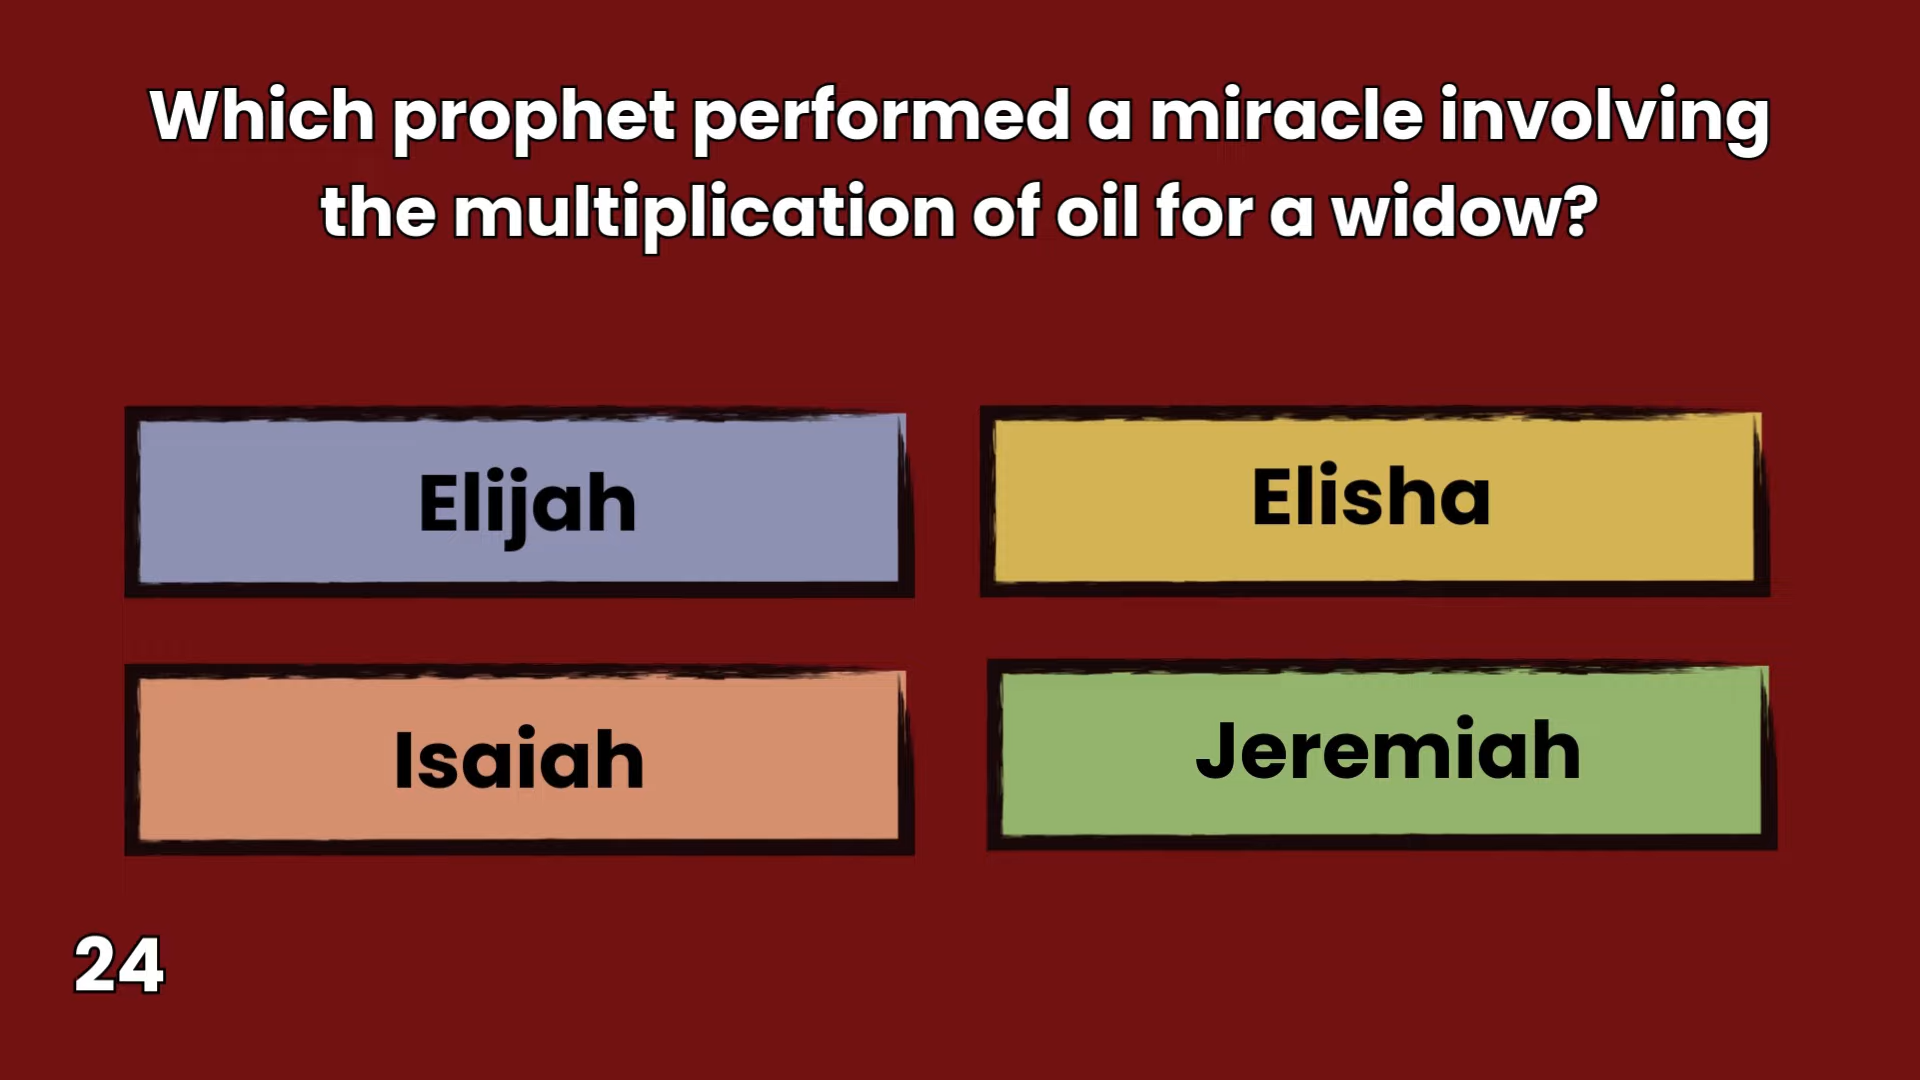 Which prophet performed a miracle involving
the multiplication of oil for a widow?
Elijah
Elisha
Isaiah
Jeremiah
24